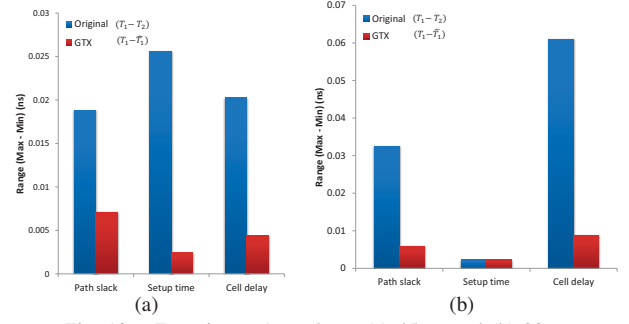 0.03
0.025
0.02
0.015
0.01
0.005
0
Range (Max - Min) (ns)
Original (T₁– T₂)
GTX (T₁–T̂₁)
Path slack Setup time Cell delay
(a)
0.07
0.06
0.05
0.04
0.03
0.02
0.01
0
Range (Max - Min) (ns)
Original (T₁– T₂)
GTX (T₁–T̂₁)
Path slack Setup time Cell delay
(b)